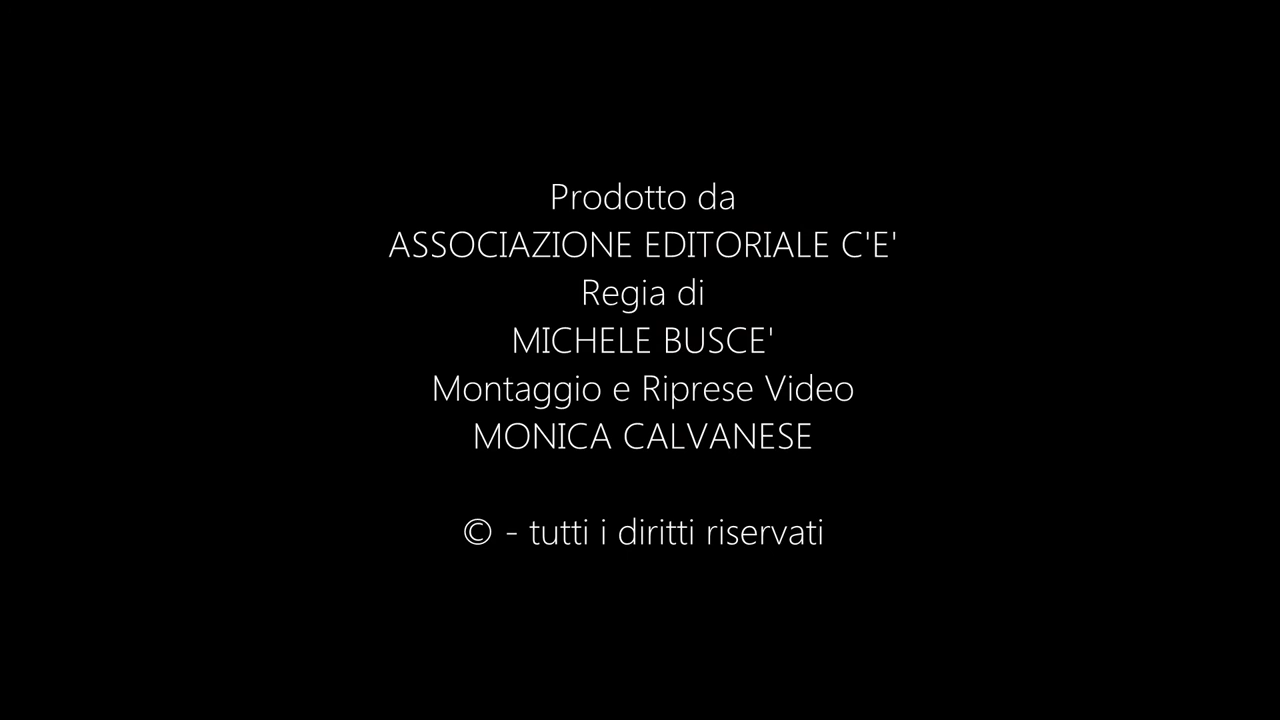 Prodotto da
ASSOCIAZIONE EDITORIALE C'E'
Regia di
MICHELE BUSCE'
Montaggio e Riprese Video
MONICA CALVANESE
© - tutti i diritti riservati